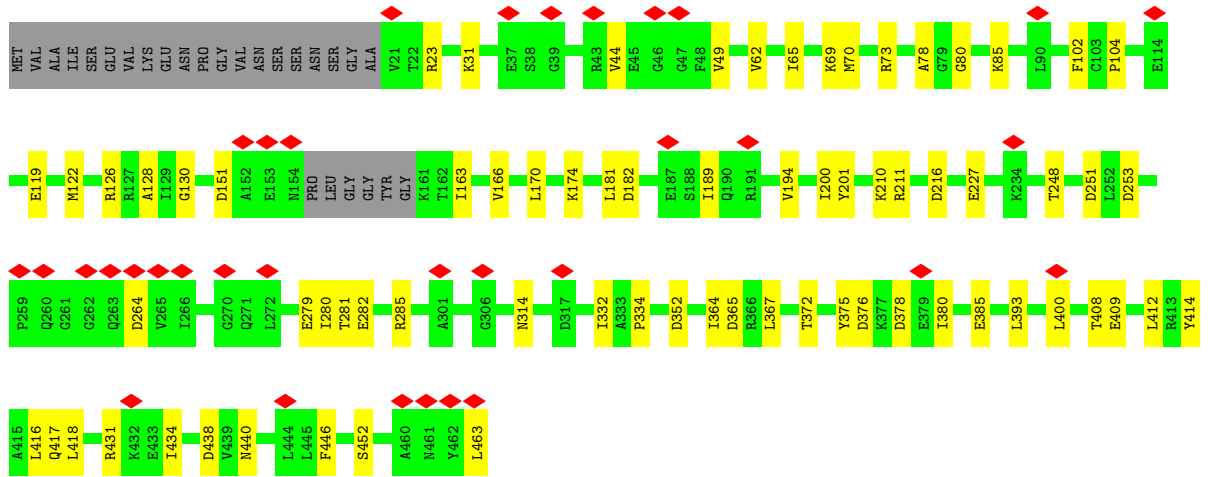 MET VAL ALA ILE SER GLU VAL LYS GLU ASN PRO GLY VAL ASN SER SER ASN SER GLY ALA V21 T22 R23 K31 E37 S38 G39 R43 V44 E45 G46 G47 F48 V49 V62 I65 K69 M70 R73 A78 G79 G80 K85 L90 F102 C103 P104 E114
E119 M122 R126 R127 A128 I129 G130 D151 A152 E153 N154 PRO LEU GLY GLY TYR GLY K161 T162 I163 V166 L170 K174 L181 D182 E187 S188 I189 Q190 R191 V194 I200 Y201 K210 R211 D216 E227 K234 T248 D251 L252 D253
P259 Q260 G261 G262 Q263 D264 V265 I266 G270 Q271 L272 E279 I280 T281 E282 R285 A301 G306 N314 D317 I332 A333 P334 D352 I364 D365 R366 L367 T372 Y375 D376 K377 D378 E379 I380 E385 L393 L400 T408 E409 L412 R413 Y414
A415 L416 Q417 L418 R431 K432 E433 I434 D438 V439 N440 L444 L445 F446 S452 A460 N461 Y462 L463